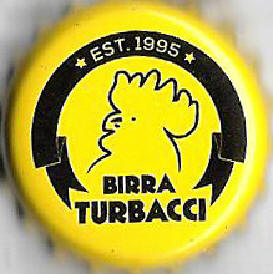 ★ EST. 1995 ★
BIRRA
TURBACCI